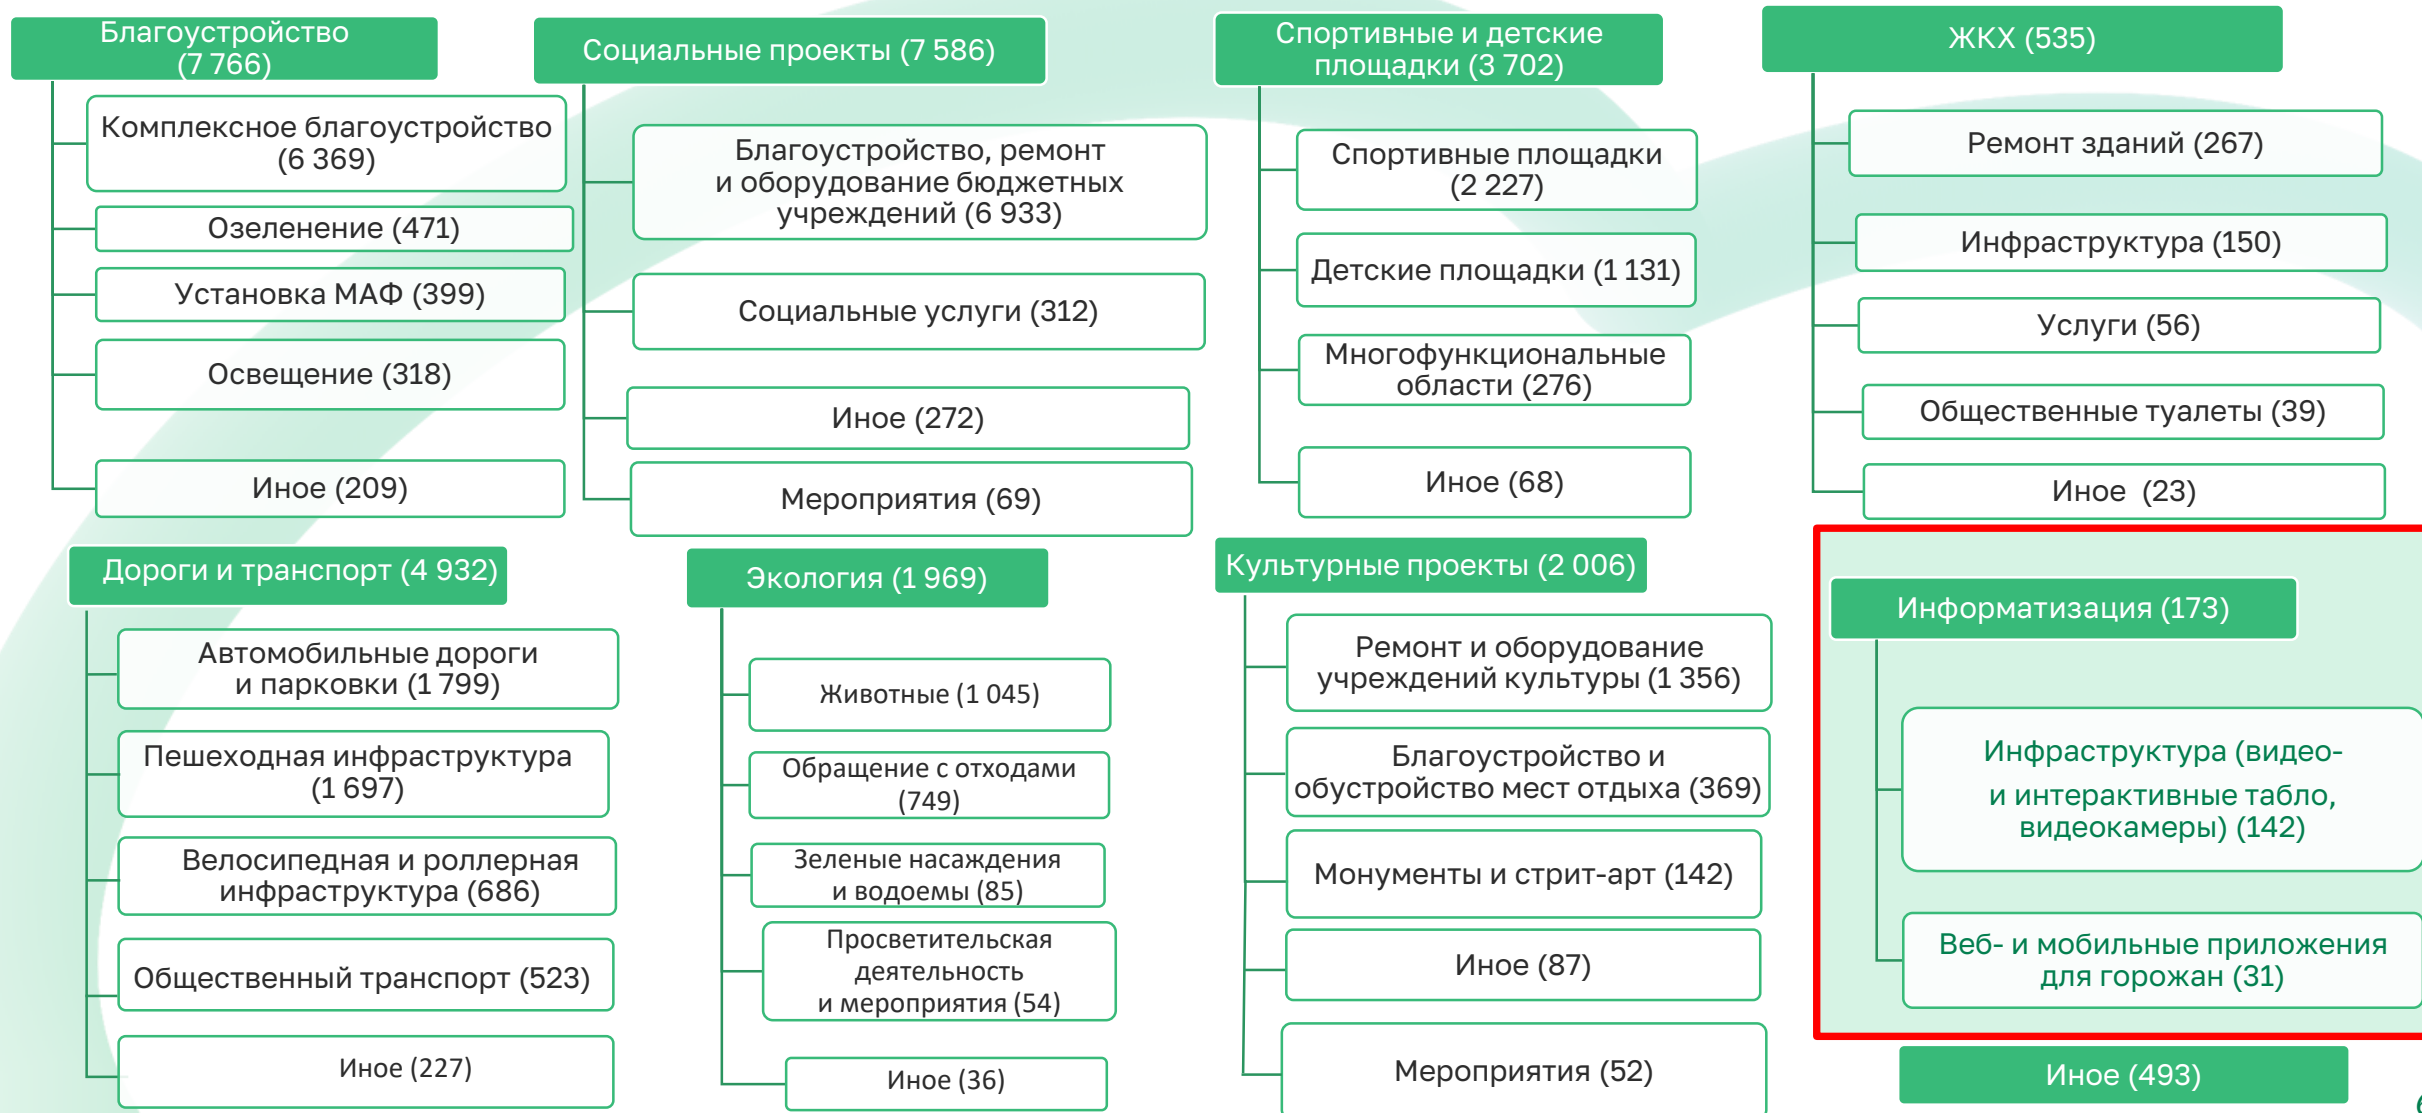 Благоустройство
(7 766)
Комплексное благоустройство
(6 369)
Озеленение (471)
Установка МАФ (399)
Освещение (318)
Иное (209)
Социальные проекты (7 586)
Благоустройство, ремонт
и оборудование бюджетных
учреждений (6 933)
Социальные услуги (312)
Иное (272)
Мероприятия (69)
Спортивные и детские
площадки (3 702)
Спортивные площадки
(2 227)
Детские площадки (1 131)
Многофункциональные
области (276)
Иное (68)
ЖКХ (535)
Ремонт зданий (267)
Инфраструктура (150)
Услуги (56)
Общественные туалеты (39)
Иное (23)
Дороги и транспорт (4 932)
Автомобильные дороги
и парковки (1 799)
Пешеходная инфраструктура
(1 697)
Велосипедная и роллерная
инфраструктура (686)
Общественный транспорт (523)
Иное (227)
Экология (1 969)
Животные (1 045)
Обращение с отходами
(749)
Зеленые насаждения
и водоемы (85)
Просветительская
деятельность
и мероприятия (54)
Иное (36)
Культурные проекты (2 006)
Ремонт и оборудование
учреждений культуры (1 356)
Благоустройство и
обустройство мест отдыха (369)
Монументы и стрит-арт (142)
Иное (87)
Мероприятия (52)
Информатизация (173)
Инфраструктура (видео-
и интерактивные табло,
видеокамеры) (142)
Веб- и мобильные приложения
для горожан (31)
Иное (493)